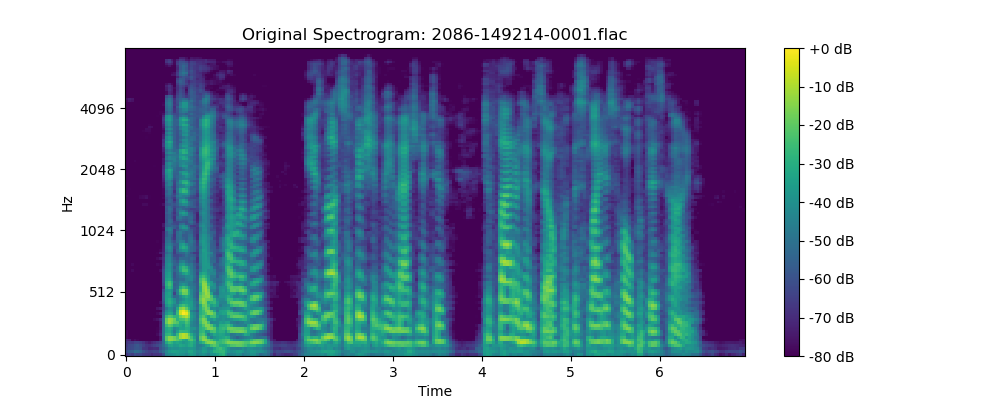 Original Spectrogram: 2086-149214-0001.flac
Hz
4096
2048
1024
512
0
0 1 2 3 4 5 6
Time
+0 dB
-10 dB
-20 dB
-30 dB
-40 dB
-50 dB
-60 dB
-70 dB
-80 dB